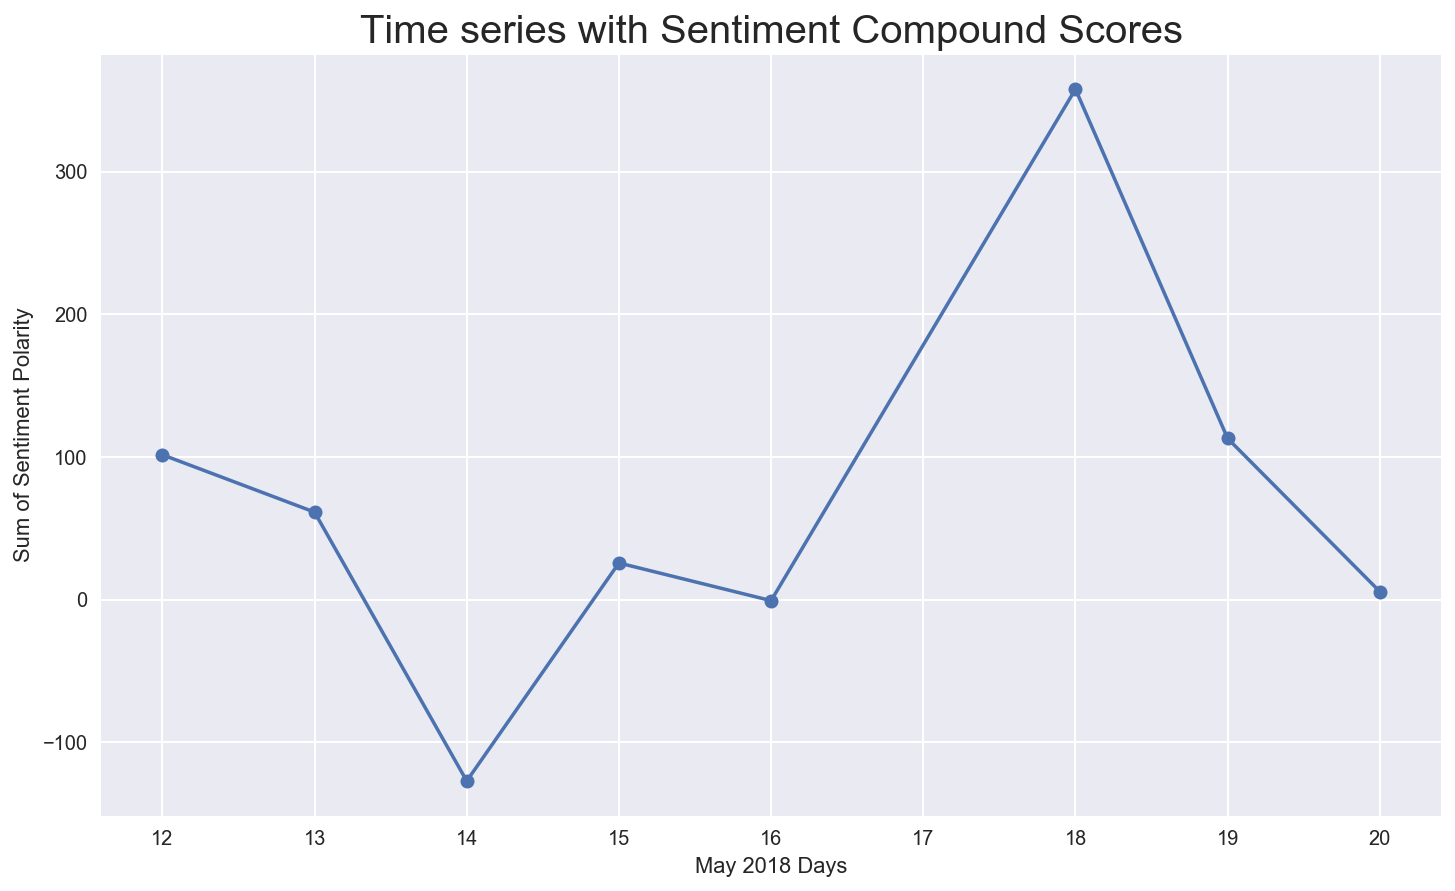 Time series with Sentiment Compound Scores
Sum of Sentiment Polarity
300
200
100
0
−100
12 13 14 15 16 17 18 19 20
May 2018 Days